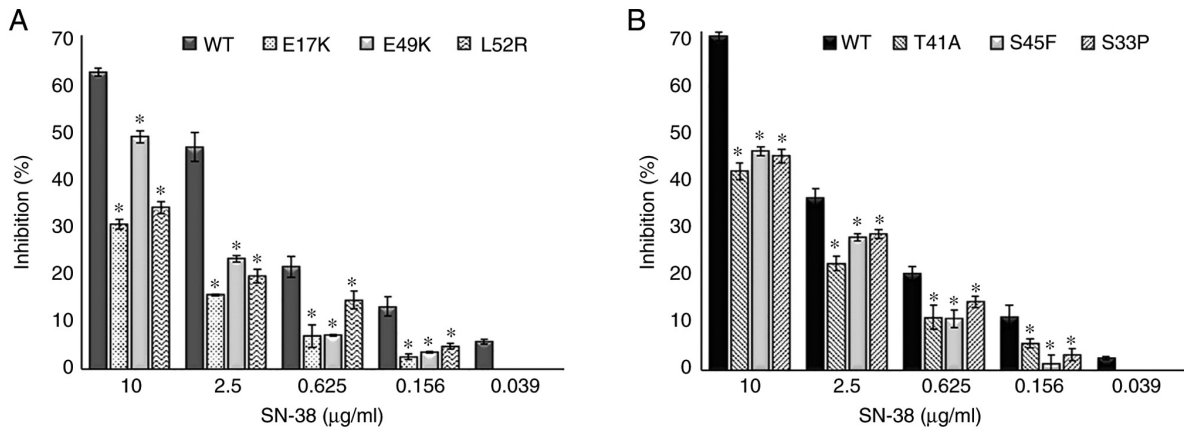 A
WT E17K E49K L52R
Inhibition (%)
70
60
50
40
30
20
10
0
* * *
* * *
* * *
* * *
10 2.5 0.625 0.156 0.039
SN-38 (μg/ml)
B
WT T41A S45F S33P
Inhibition (%)
70
60
50
40
30
20
10
0
* * *
* * *
* * *
* * *
10 2.5 0.625 0.156 0.039
SN-38 (μg/ml)